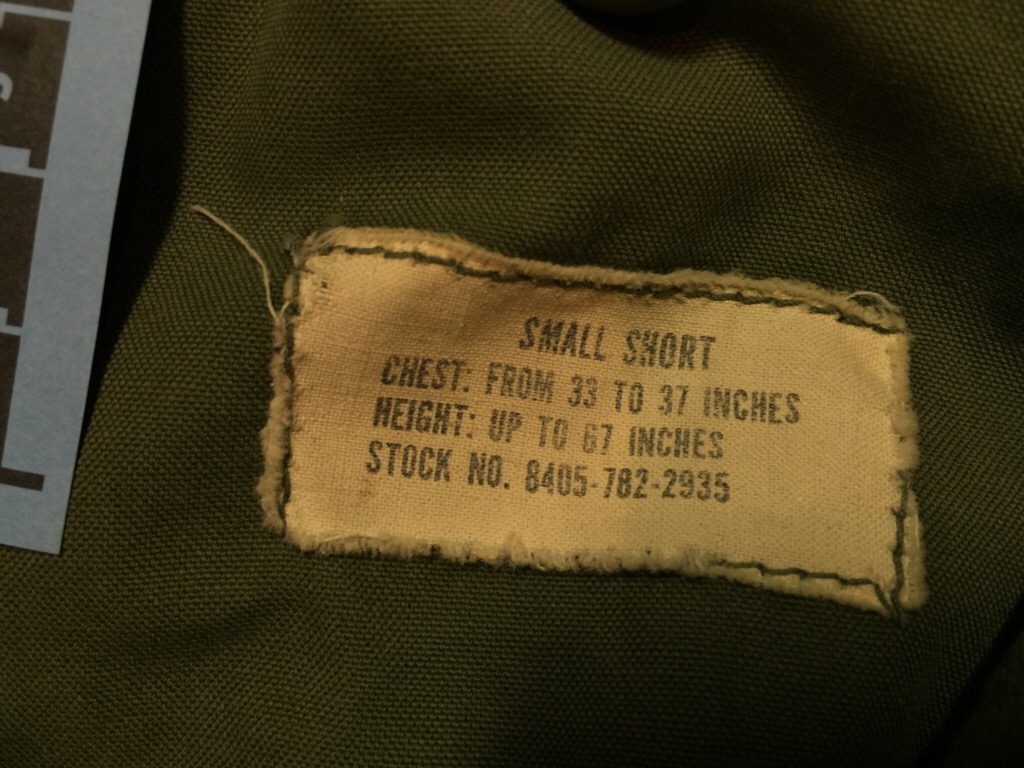 SMALL SHORT
CHEST: FROM 33 TO 37 INCHES
HEIGHT: UP TO 67 INCHES
STOCK NO. 8405-782-2935